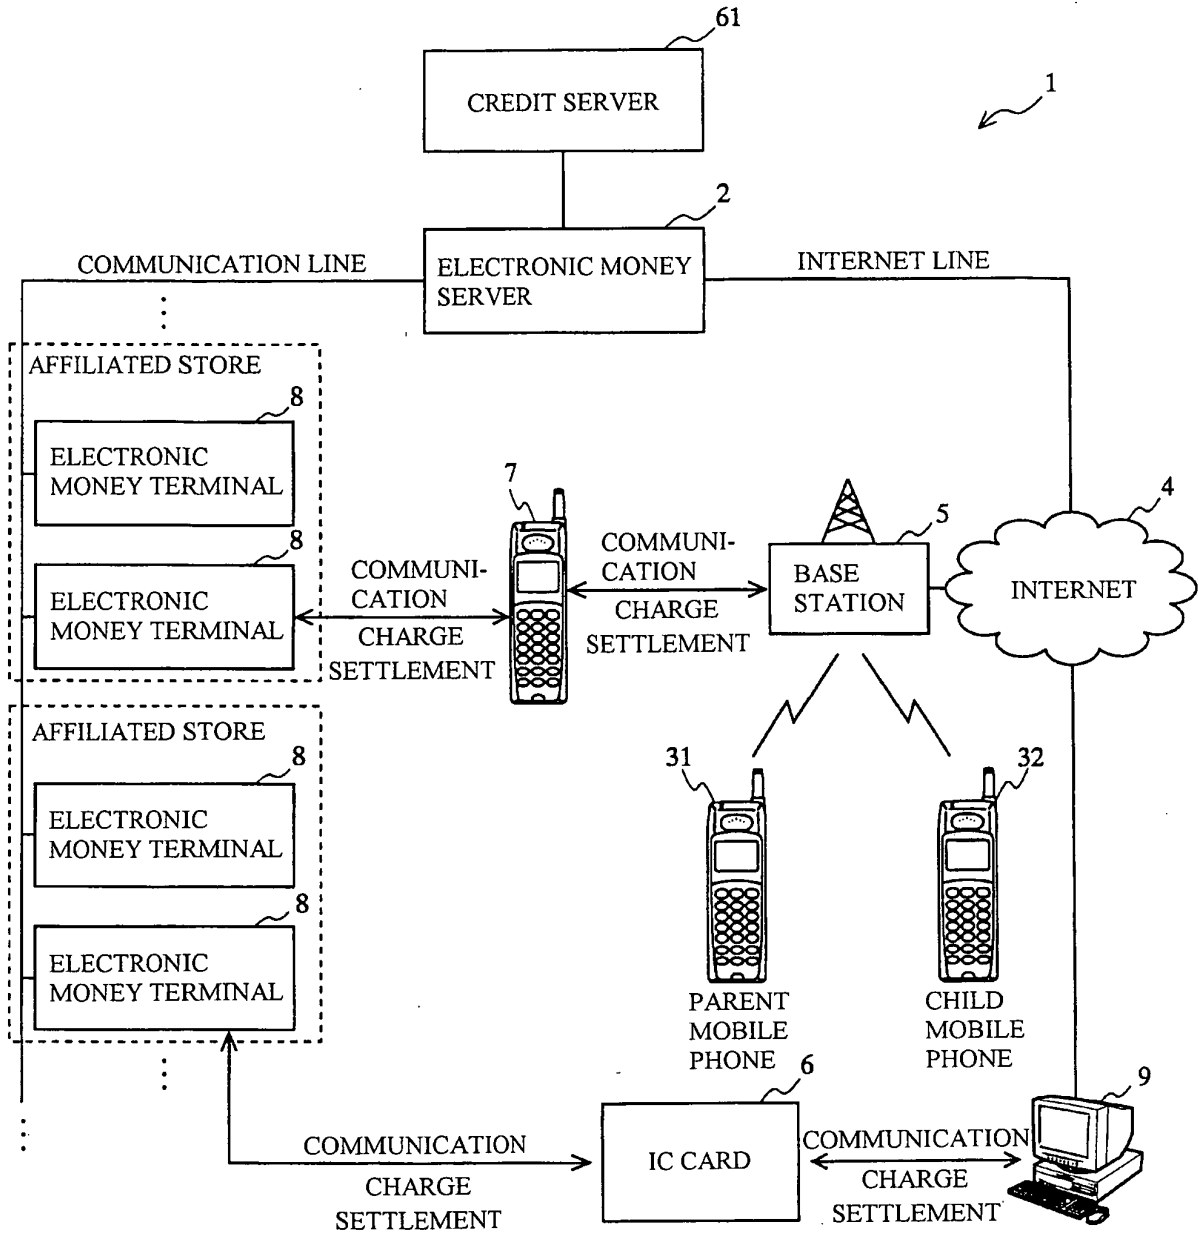 61
CREDIT SERVER
1
2
COMMUNICATION LINE
ELECTRONIC MONEY
SERVER
INTERNET LINE
AFFILIATED STORE
8
ELECTRONIC
MONEY TERMINAL
8
ELECTRONIC
MONEY TERMINAL
COMMUNI-
CATION
CHARGE
SETTLEMENT
7
COMMUNI-
CATION
CHARGE
SETTLEMENT
5
BASE
STATION
4
INTERNET
AFFILIATED STORE
8
ELECTRONIC
MONEY TERMINAL
8
ELECTRONIC
MONEY TERMINAL
31
PARENT
MOBILE
PHONE
32
CHILD
MOBILE
PHONE
COMMUNICATION
CHARGE
SETTLEMENT
6
IC CARD
COMMUNICATION
CHARGE
SETTLEMENT
9